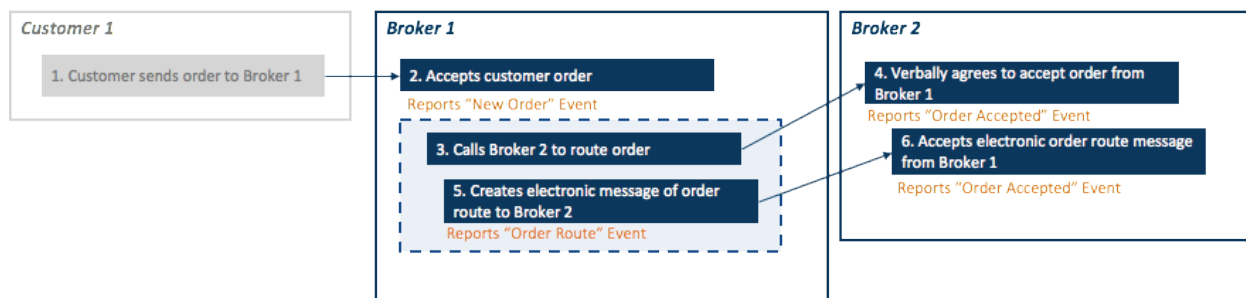 Customer 1
1. Customer sends order to Broker 1
Broker 1
2. Accepts customer order
Reports "New Order" Event
3. Calls Broker 2 to route order
5. Creates electronic message of order
route to Broker 2
Reports "Order Route" Event
Broker 2
4. Verbally agrees to accept order from
Broker 1
Reports "Order Accepted" Event
6. Accepts electronic order route message
from Broker 1
Reports "Order Accepted" Event